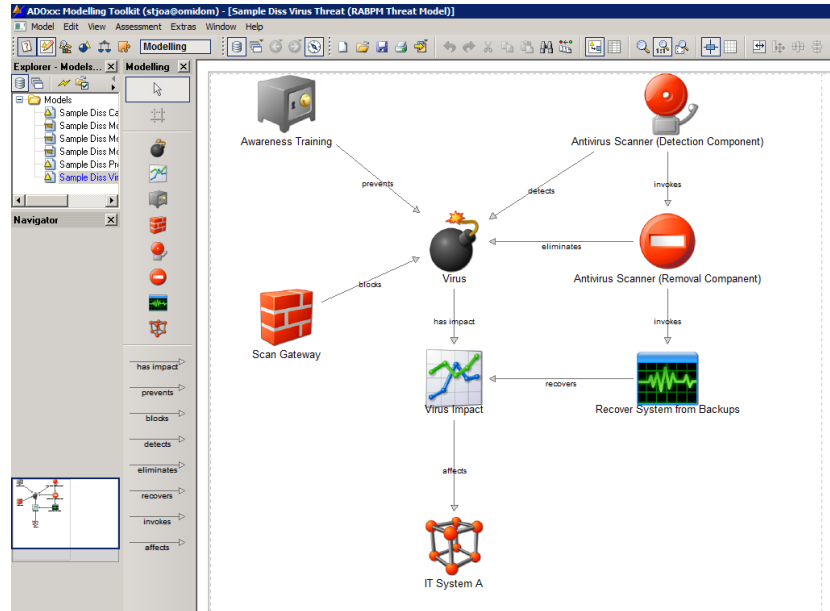 ADOxx: Modelling Toolkit (stjoa@omidom) - [Sample Diss Virus Threat (RABPM Threat Model)]
Model Edit View Assessment Extras Window Help
Modelling
Explorer - Models...
Modelling
Models
Sample Diss Ca
Sample Diss Mo
Sample Diss Mo
Sample Diss Mo
Sample Diss Pro
Sample Diss Vir
Navigator
has impact
prevents
blocks
detects
eliminates
recovers
invokes
affects
Awareness Training
Antivirus Scanner (Detection Component)
prevents
detects
invokes
Virus
eliminates
Antivirus Scanner (Removal Companent)
blocks
Scan Gateway
has impact
invokes
Virus Impact
recovers
Recover System from Backups
affects
IT System A